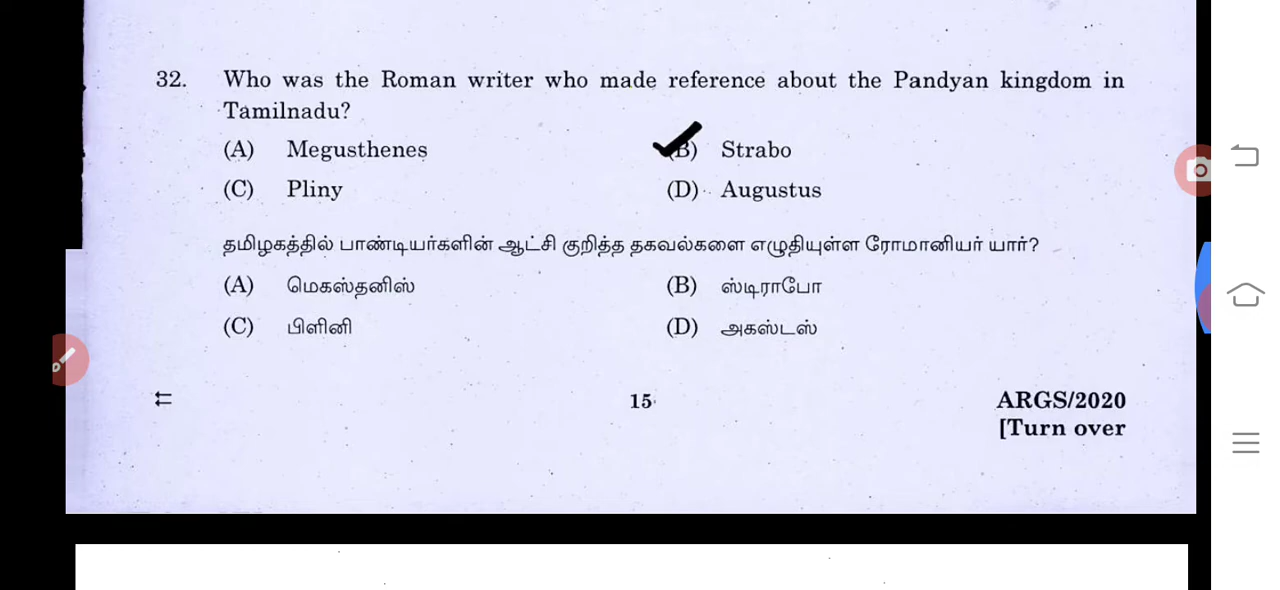 32. Who was the Roman writer who made reference about the Pandyan kingdom in
Tamilnadu?
(A) Megusthenes (B) Strabo
(C) Pliny (D) Augustus
தமிழகத்தில் பாண்டியர்களின் ஆட்சி குறித்த தகவல்களை எழுதியுள்ள ரோமானியர் யார்?
(A) மெகஸ்தனிஸ் (B) ஸ்டிராபோ
(C) பிளினி (D) அகஸ்டஸ்
15 ARGS/2020
[Turn over